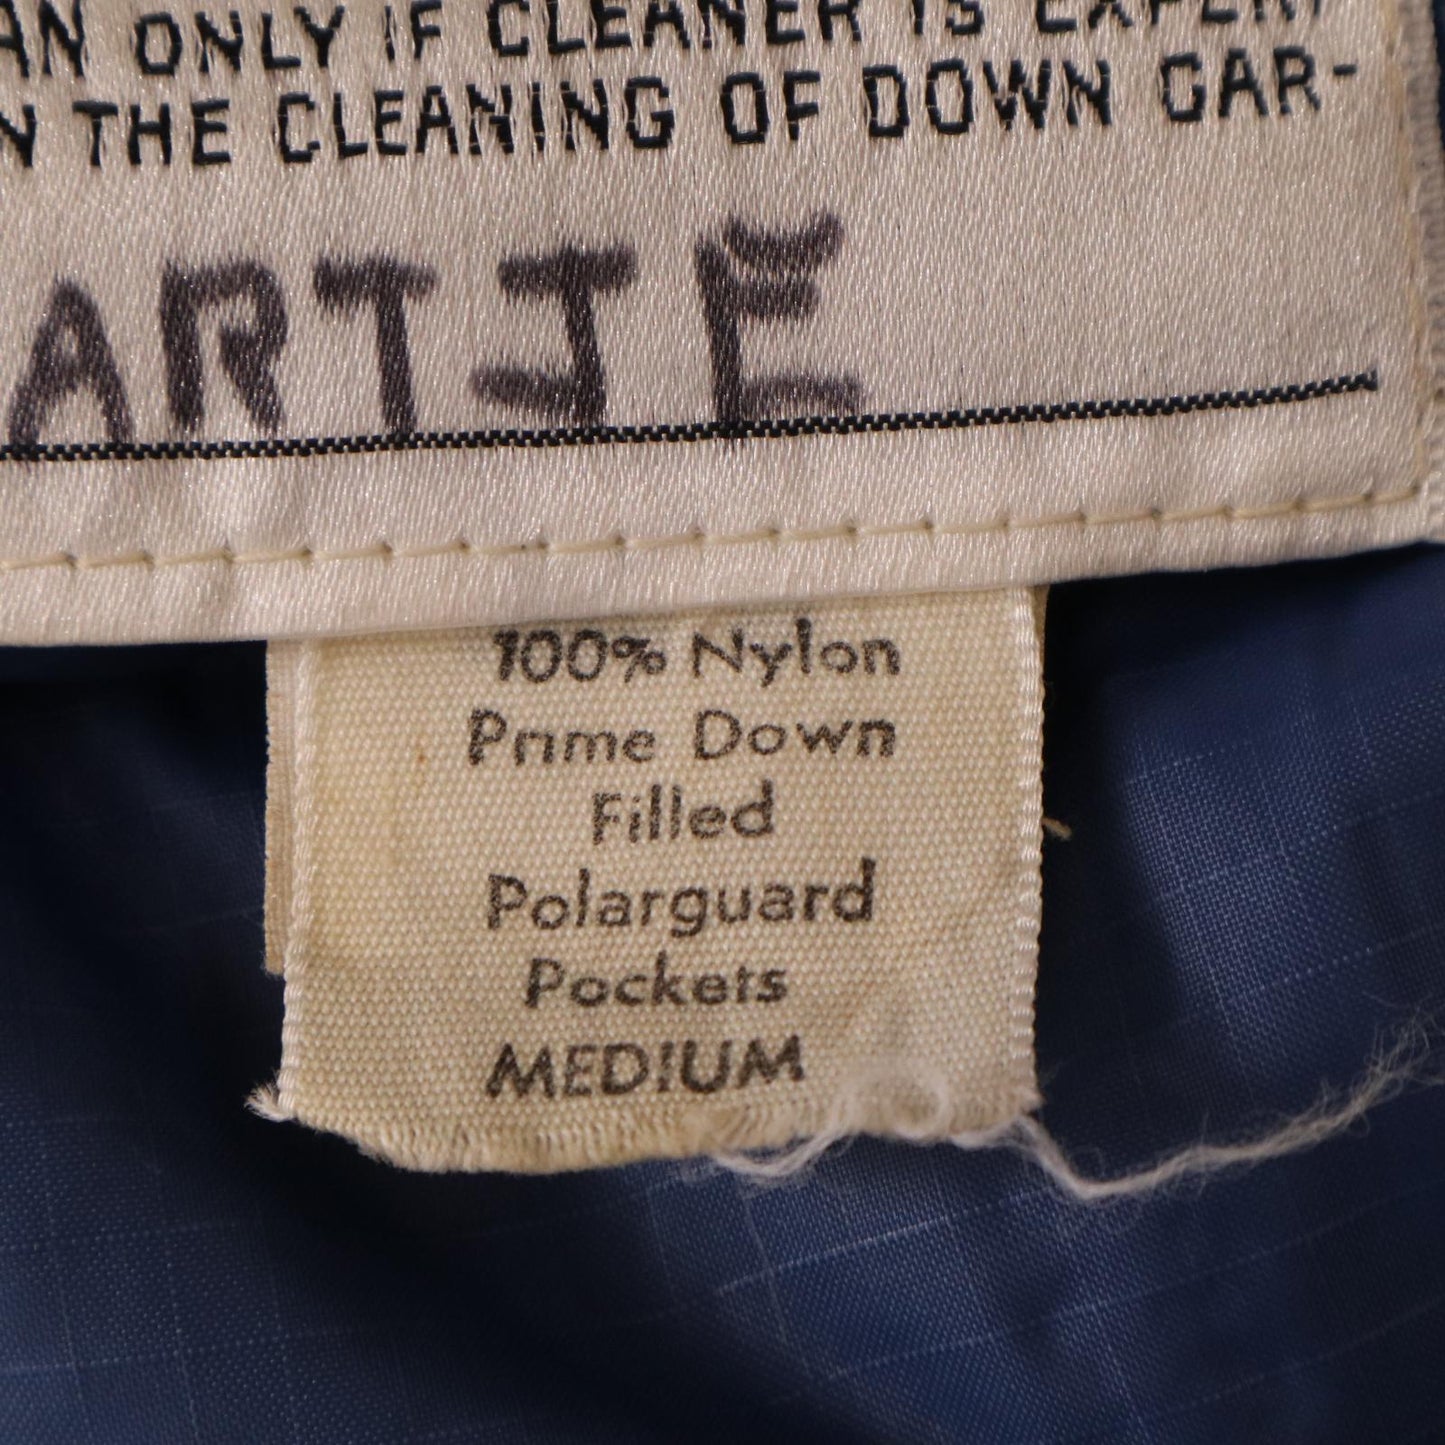 AN ONLY IF CLEANER IS EXPERT
N THE CLEANING OF DOWN GAR-
ARTIE
100% Nylon
Prime Down
Filled
Polarguard
Pockets
MEDIUM